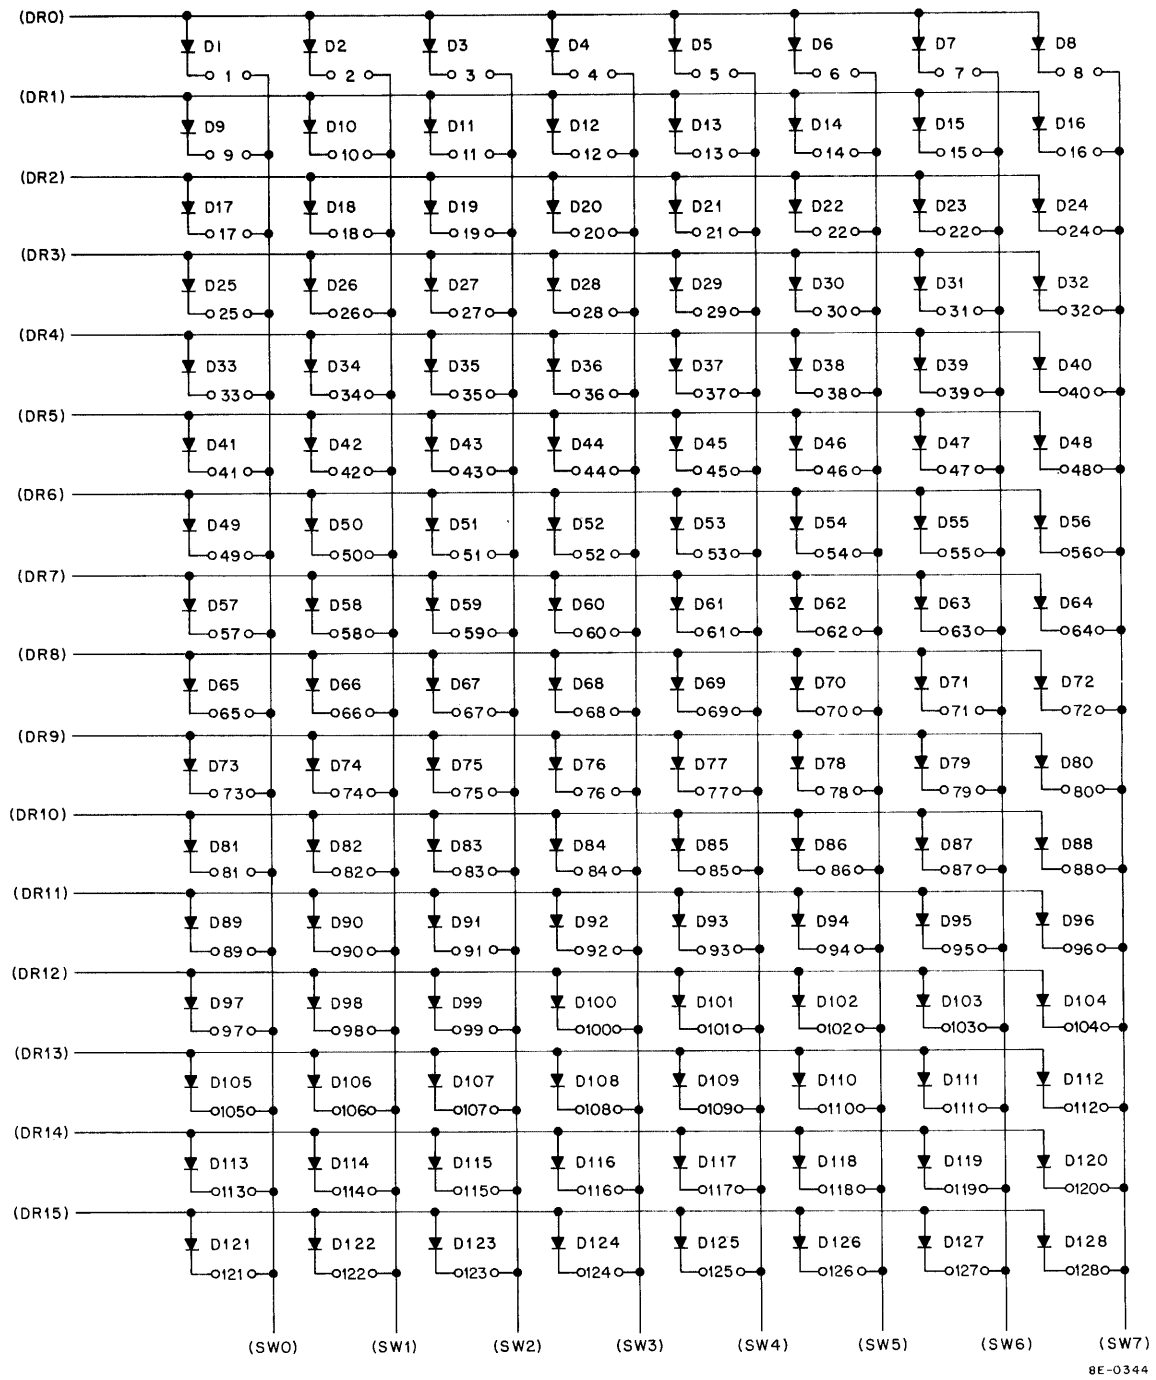 (DR0)
D1 D2 D3 D4 D5 D6 D7 D8
1 2 3 4 5 6 7 8
(DR1)
D9 D10 D11 D12 D13 D14 D15 D16
9 10 11 12 13 14 15 16
(DR2)
D17 D18 D19 D20 D21 D22 D23 D24
17 18 19 20 21 22 22 24
(DR3)
D25 D26 D27 D28 D29 D30 D31 D32
25 26 27 28 29 30 31 32
(DR4)
D33 D34 D35 D36 D37 D38 D39 D40
33 34 35 36 37 38 39 40
(DR5)
D41 D42 D43 D44 D45 D46 D47 D48
41 42 43 44 45 46 47 48
(DR6)
D49 D50 D51 D52 D53 D54 D55 D56
49 50 51 52 53 54 55 56
(DR7)
D57 D58 D59 D60 D61 D62 D63 D64
57 58 59 60 61 62 63 64
(DR8)
D65 D66 D67 D68 D69 D70 D71 D72
65 66 67 68 69 70 71 72
(DR9)
D73 D74 D75 D76 D77 D78 D79 D80
73 74 75 76 77 78 79 80
(DR10)
D81 D82 D83 D84 D85 D86 D87 D88
81 82 83 84 85 86 87 88
(DR11)
D89 D90 D91 D92 D93 D94 D95 D96
89 90 91 92 93 94 95 96
(DR12)
D97 D98 D99 D100 D101 D102 D103 D104
97 98 99 100 101 102 103 104
(DR13)
D105 D106 D107 D108 D109 D110 D111 D112
105 106 107 108 109 110 111 112
(DR14)
D113 D114 D115 D116 D117 D118 D119 D120
113 114 115 116 117 118 119 120
(DR15)
D121 D122 D123 D124 D125 D126 D127 D128
121 122 123 124 125 126 127 128
(SW0) (SW1) (SW2) (SW3) (SW4) (SW5) (SW6) (SW7)
8E-0344